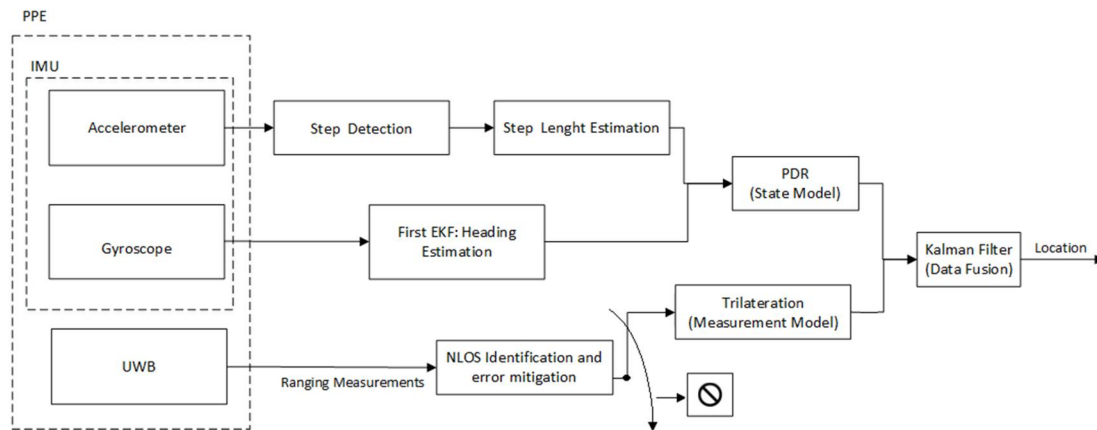 PPE
IMU
Accelerometer
Step Detection
Step Lenght Estimation
PDR
(State Model)
Gyroscope
First EKF: Heading
Estimation
Kalman Filter
(Data Fusion)
Location
Trilateration
(Measurement Model)
UWB
Ranging Measurements
NLOS Identification and
error mitigation